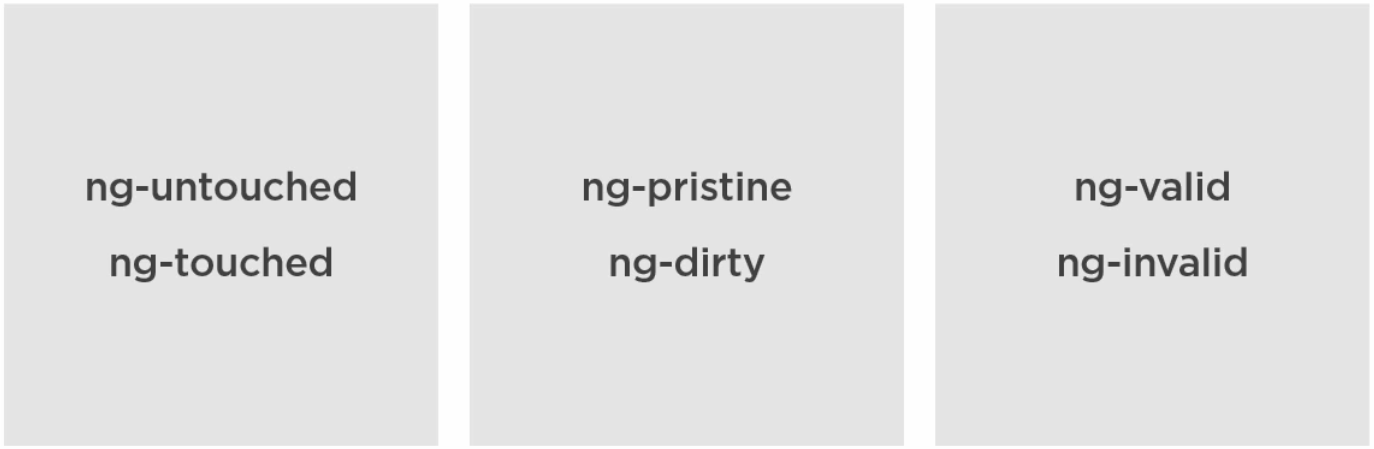 ng-untouched
ng-touched
ng-pristine
ng-dirty
ng-valid
ng-invalid